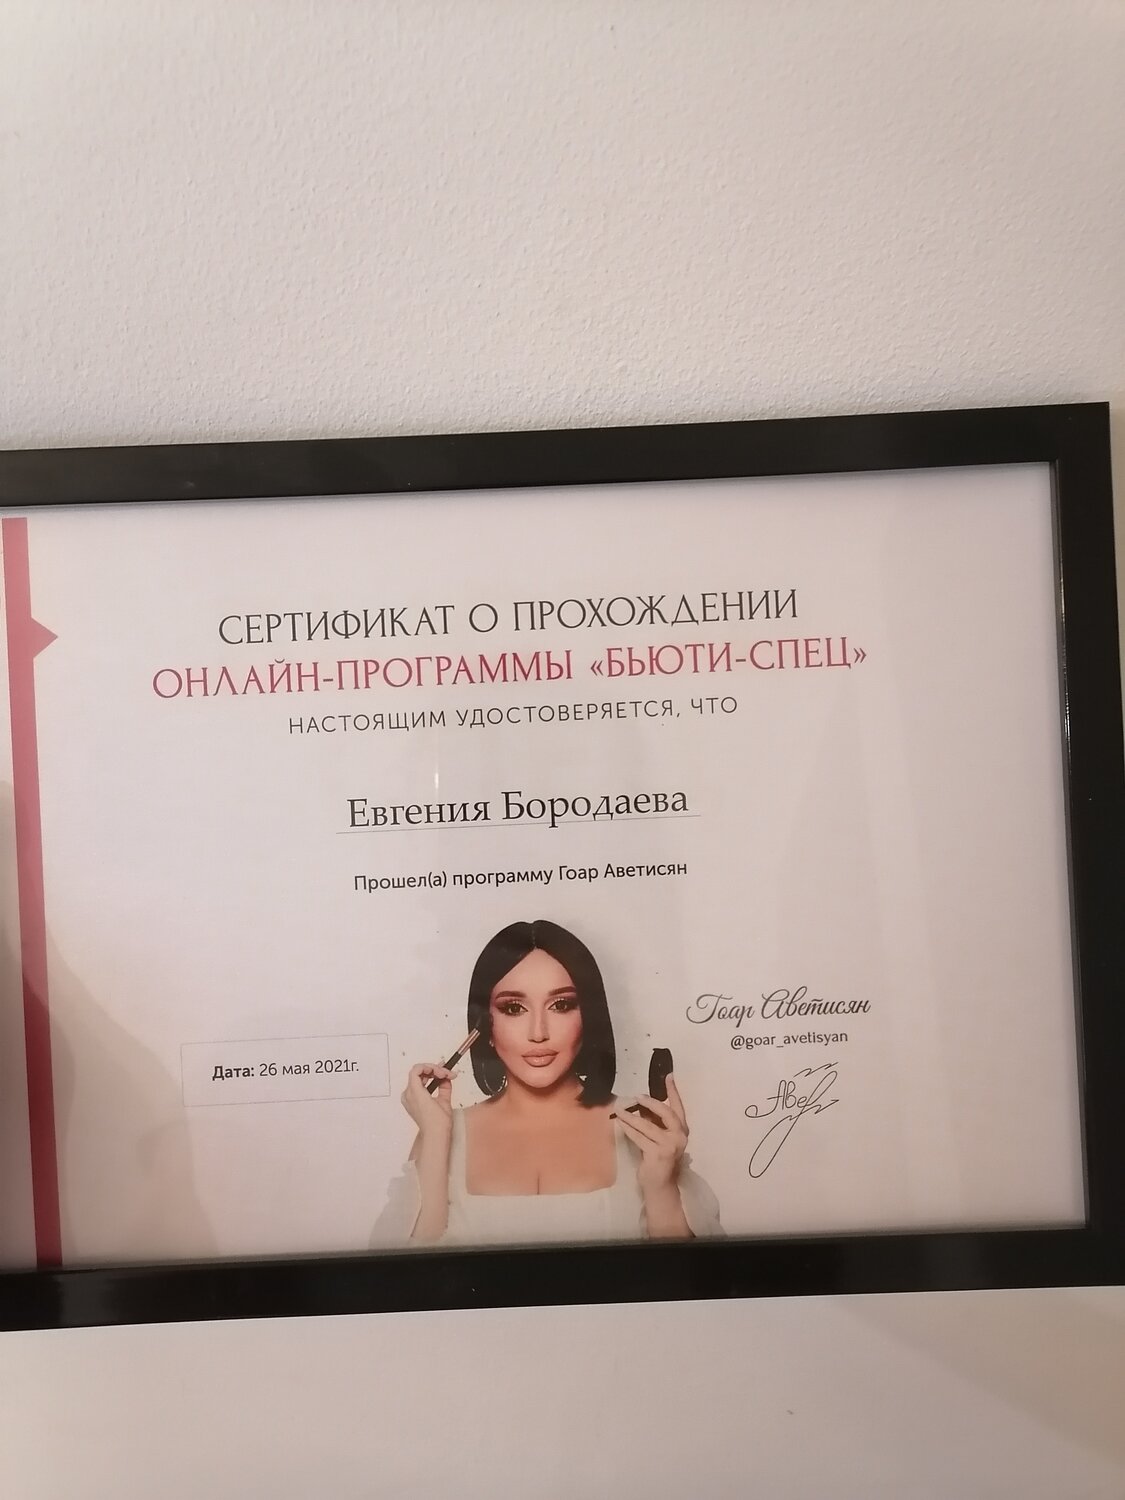 СЕРТИФИКАТ О ПРОХОЖДЕНИИ
ОНЛАЙН-ПРОГРАММЫ «БЬЮТИ-СПЕЦ»
НАСТОЯЩИМ УДОСТОВЕРЯЕТСЯ, ЧТО
Евгения Бородаева
Прошел(а) программу Гоар Аветисян
Гоар Аветисян
@goar_avetisyan
Дата: 26 мая 2021г.